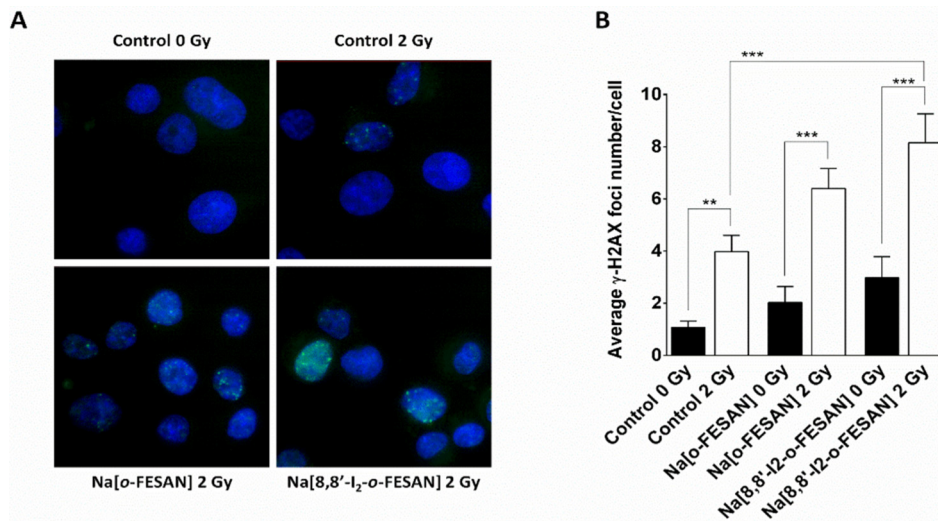 A
Control 0 Gy
Control 2 Gy
Na[o-FESAN] 2 Gy
Na[8,8′-I₂-o-FESAN] 2 Gy
B
Average γ-H2AX foci number/cell
10
8
6
4
2
0
**
***
***
***
Control 0 Gy
Control 2 Gy
Na[o-FESAN] 0 Gy
Na[o-FESAN] 2 Gy
Na[8,8'-I2-o-FESAN] 0 Gy
Na[8,8'-I2-o-FESAN] 2 Gy